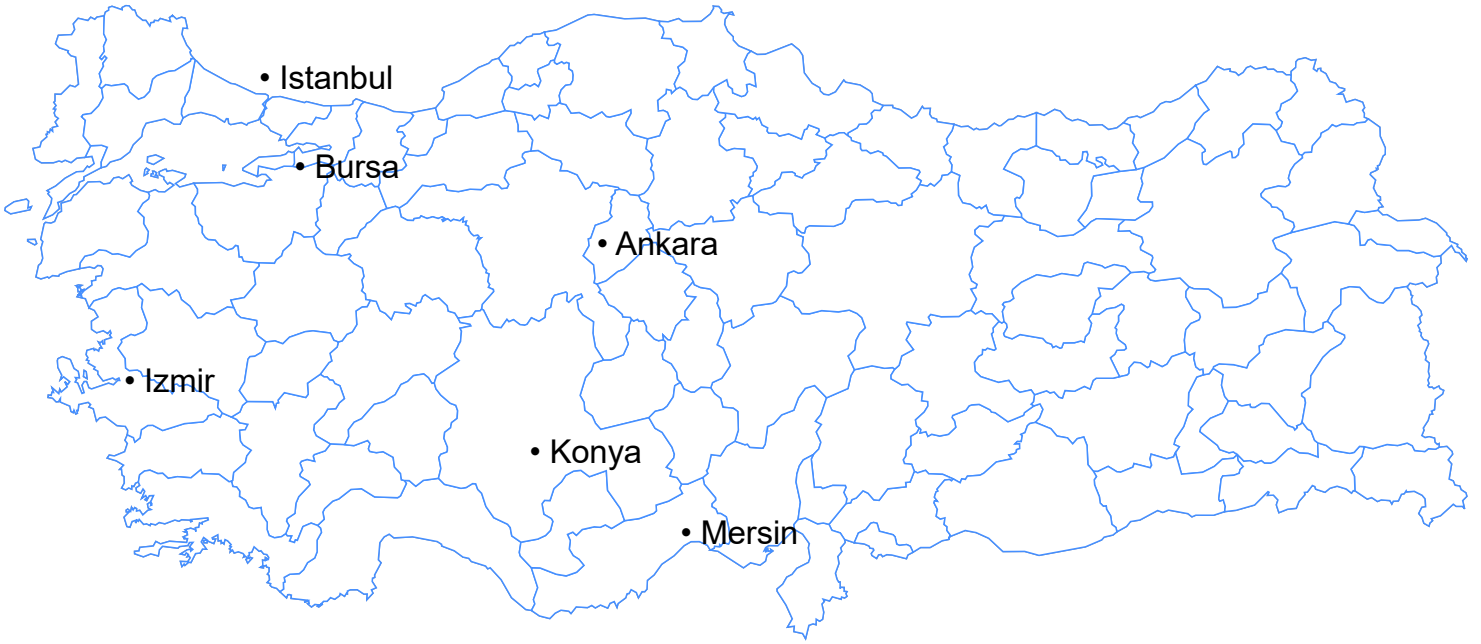 • Istanbul
• Bursa
• Ankara
• Izmir
• Konya
• Mersin